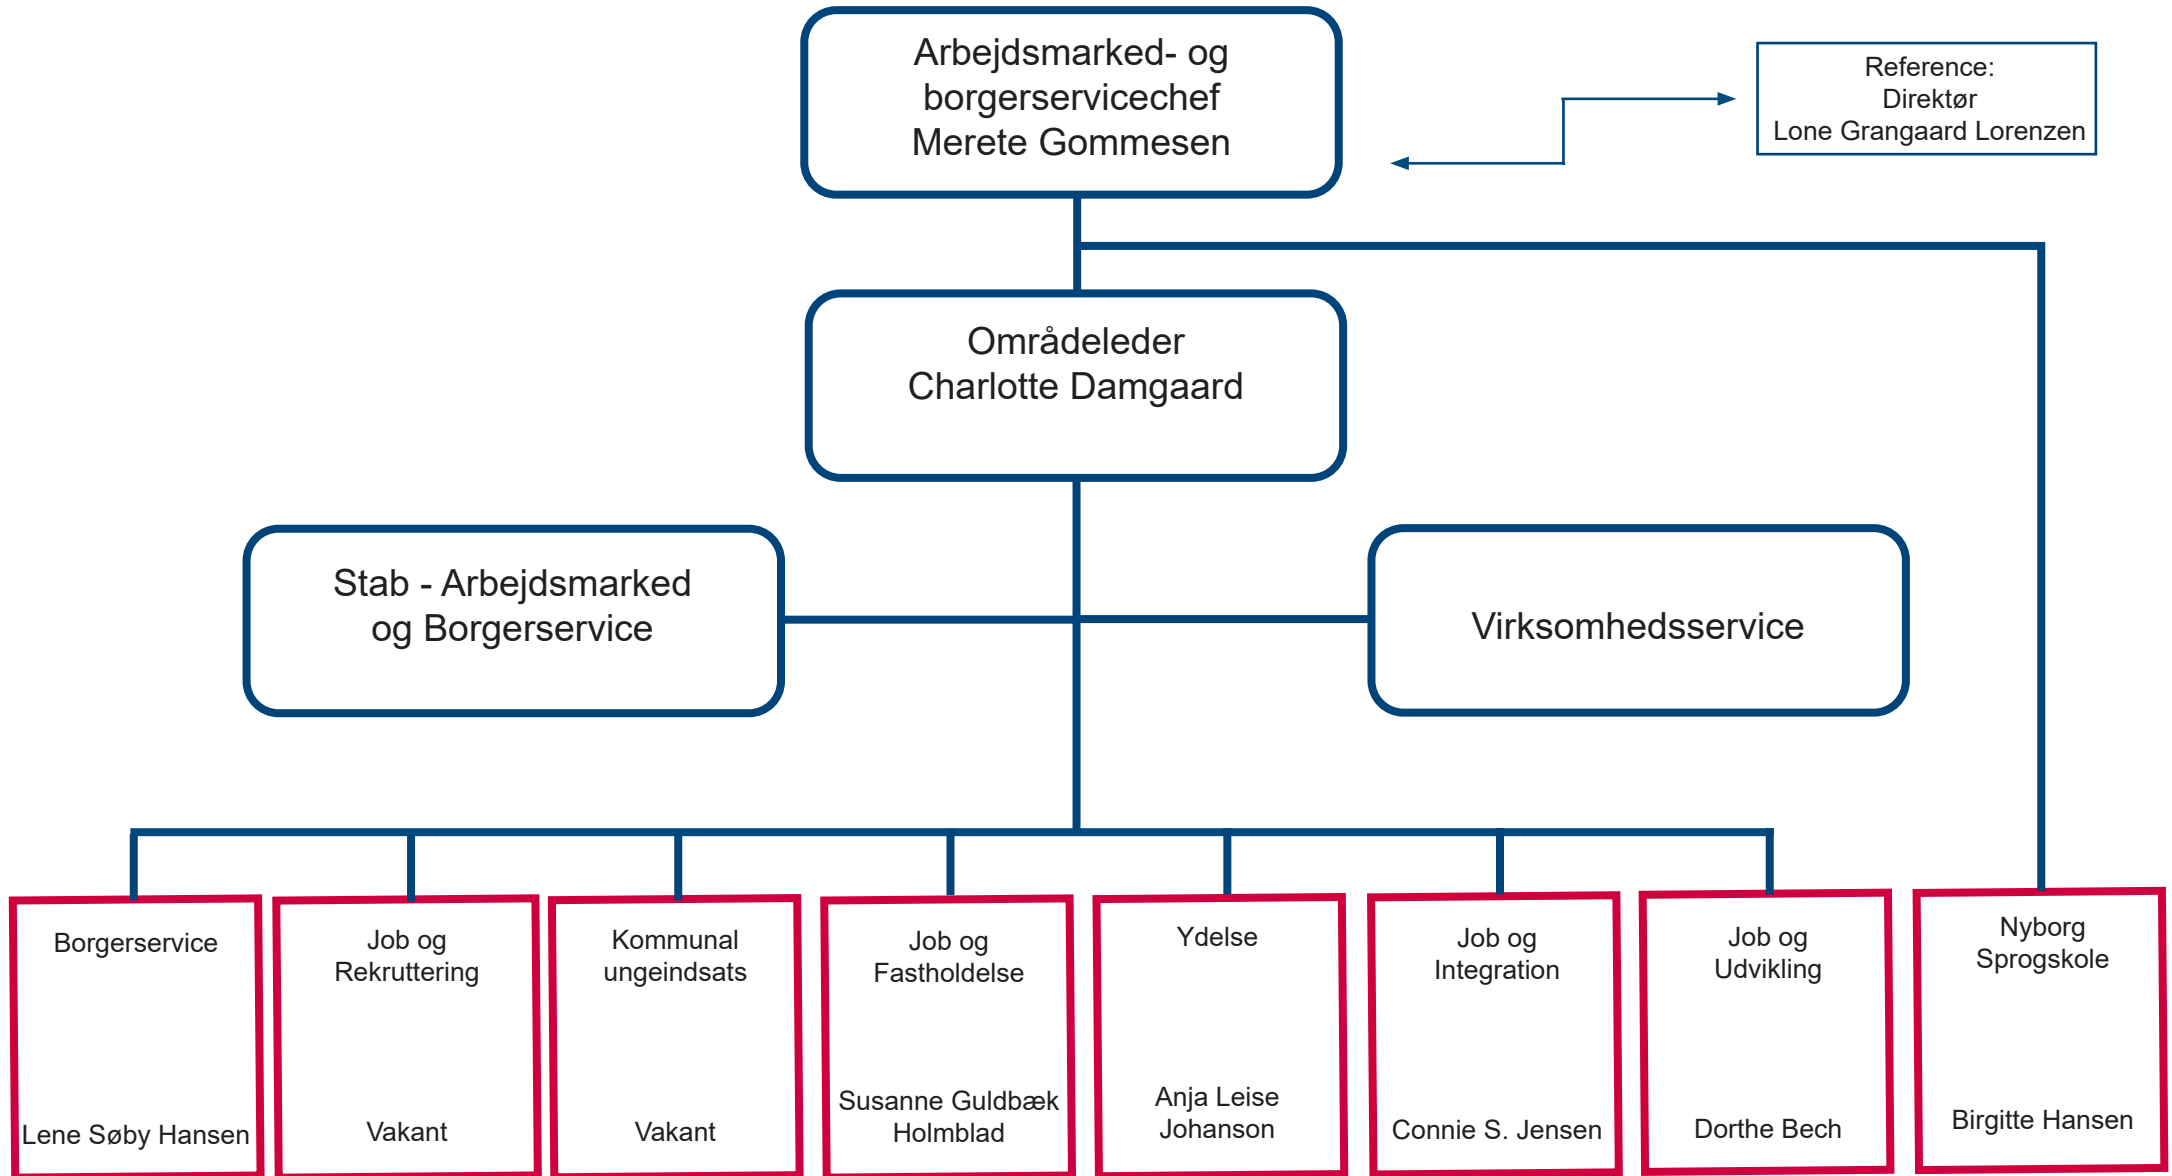 Arbejdsmarked- og
borgerservicechef
Merete Gommesen
Reference:
Direktør
Lone Grangaard Lorenzen
Områdeleder
Charlotte Damgaard
Stab - Arbejdsmarked
og Borgerservice
Virksomhedsservice
Borgerservice
Lene Søby Hansen
Job og
Rekruttering
Vakant
Kommunal
ungeindsats
Vakant
Job og
Fastholdelse
Susanne Guldbæk
Holmblad
Ydelse
Anja Leise
Johanson
Job og
Integration
Connie S. Jensen
Job og
Udvikling
Dorthe Bech
Nyborg
Sprogskole
Birgitte Hansen